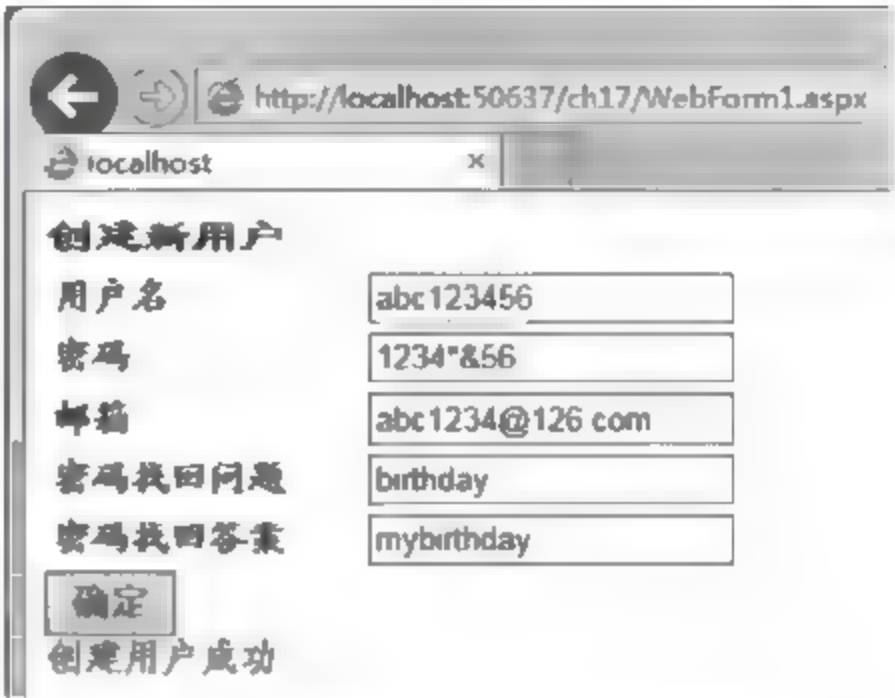 http://localhost:50637/ch17/WebForm1.aspx
localhost ×
创建新用户
用户名 abc123456
密码 1234*&56
邮箱 abc1234@126.com
密码找回问题 birthday
密码找回答案 mybirthday
确定
创建用户成功